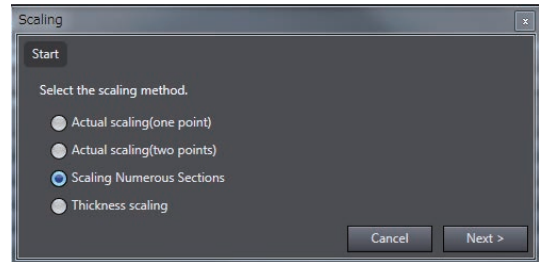 Scaling
x
Start
Select the scaling method.
Actual scaling(one point)
Actual scaling(two points)
Scaling Numerous Sections
Thickness scaling
Cancel
Next >